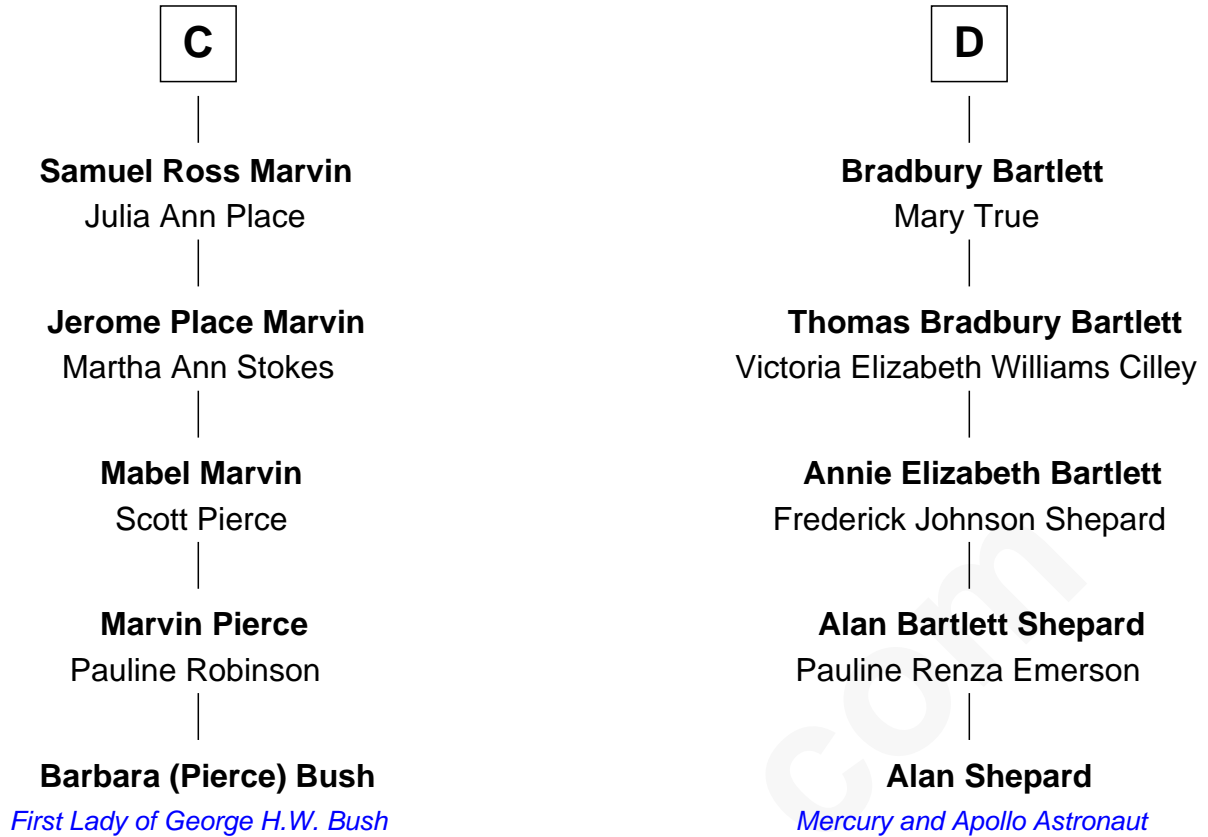 C
Samuel Ross Marvin
Julia Ann Place
Jerome Place Marvin
Martha Ann Stokes
Mabel Marvin
Scott Pierce
Marvin Pierce
Pauline Robinson
Barbara (Pierce) Bush
First Lady of George H.W. Bush
D
Bradbury Bartlett
Mary True
Thomas Bradbury Bartlett
Victoria Elizabeth Williams Cilley
Annie Elizabeth Bartlett
Frederick Johnson Shepard
Alan Bartlett Shepard
Pauline Renza Emerson
Alan Shepard
Mercury and Apollo Astronaut
com